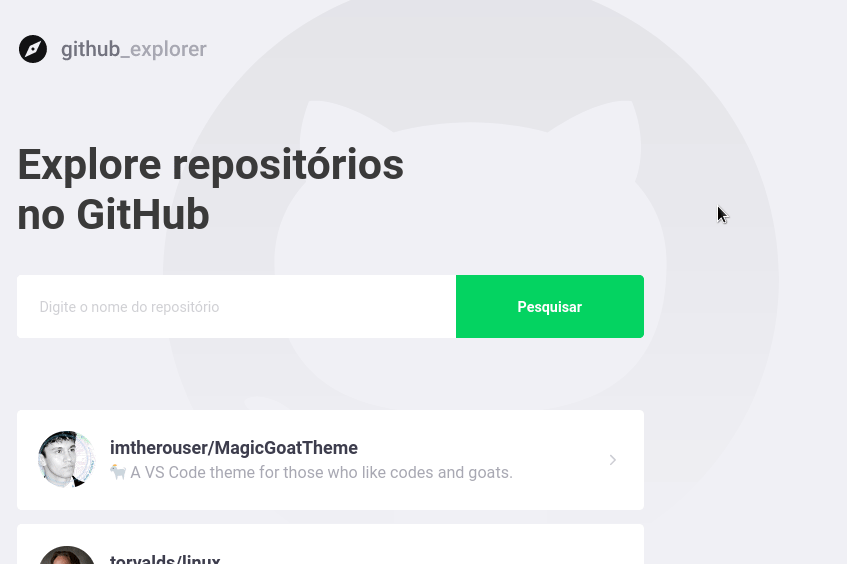 github_explorer
Explore repositórios
no GitHub
Digite o nome do repositório
Pesquisar
imtherouser/MagicGoatTheme
🐐 A VS Code theme for those who like codes and goats.
torvalds/linux